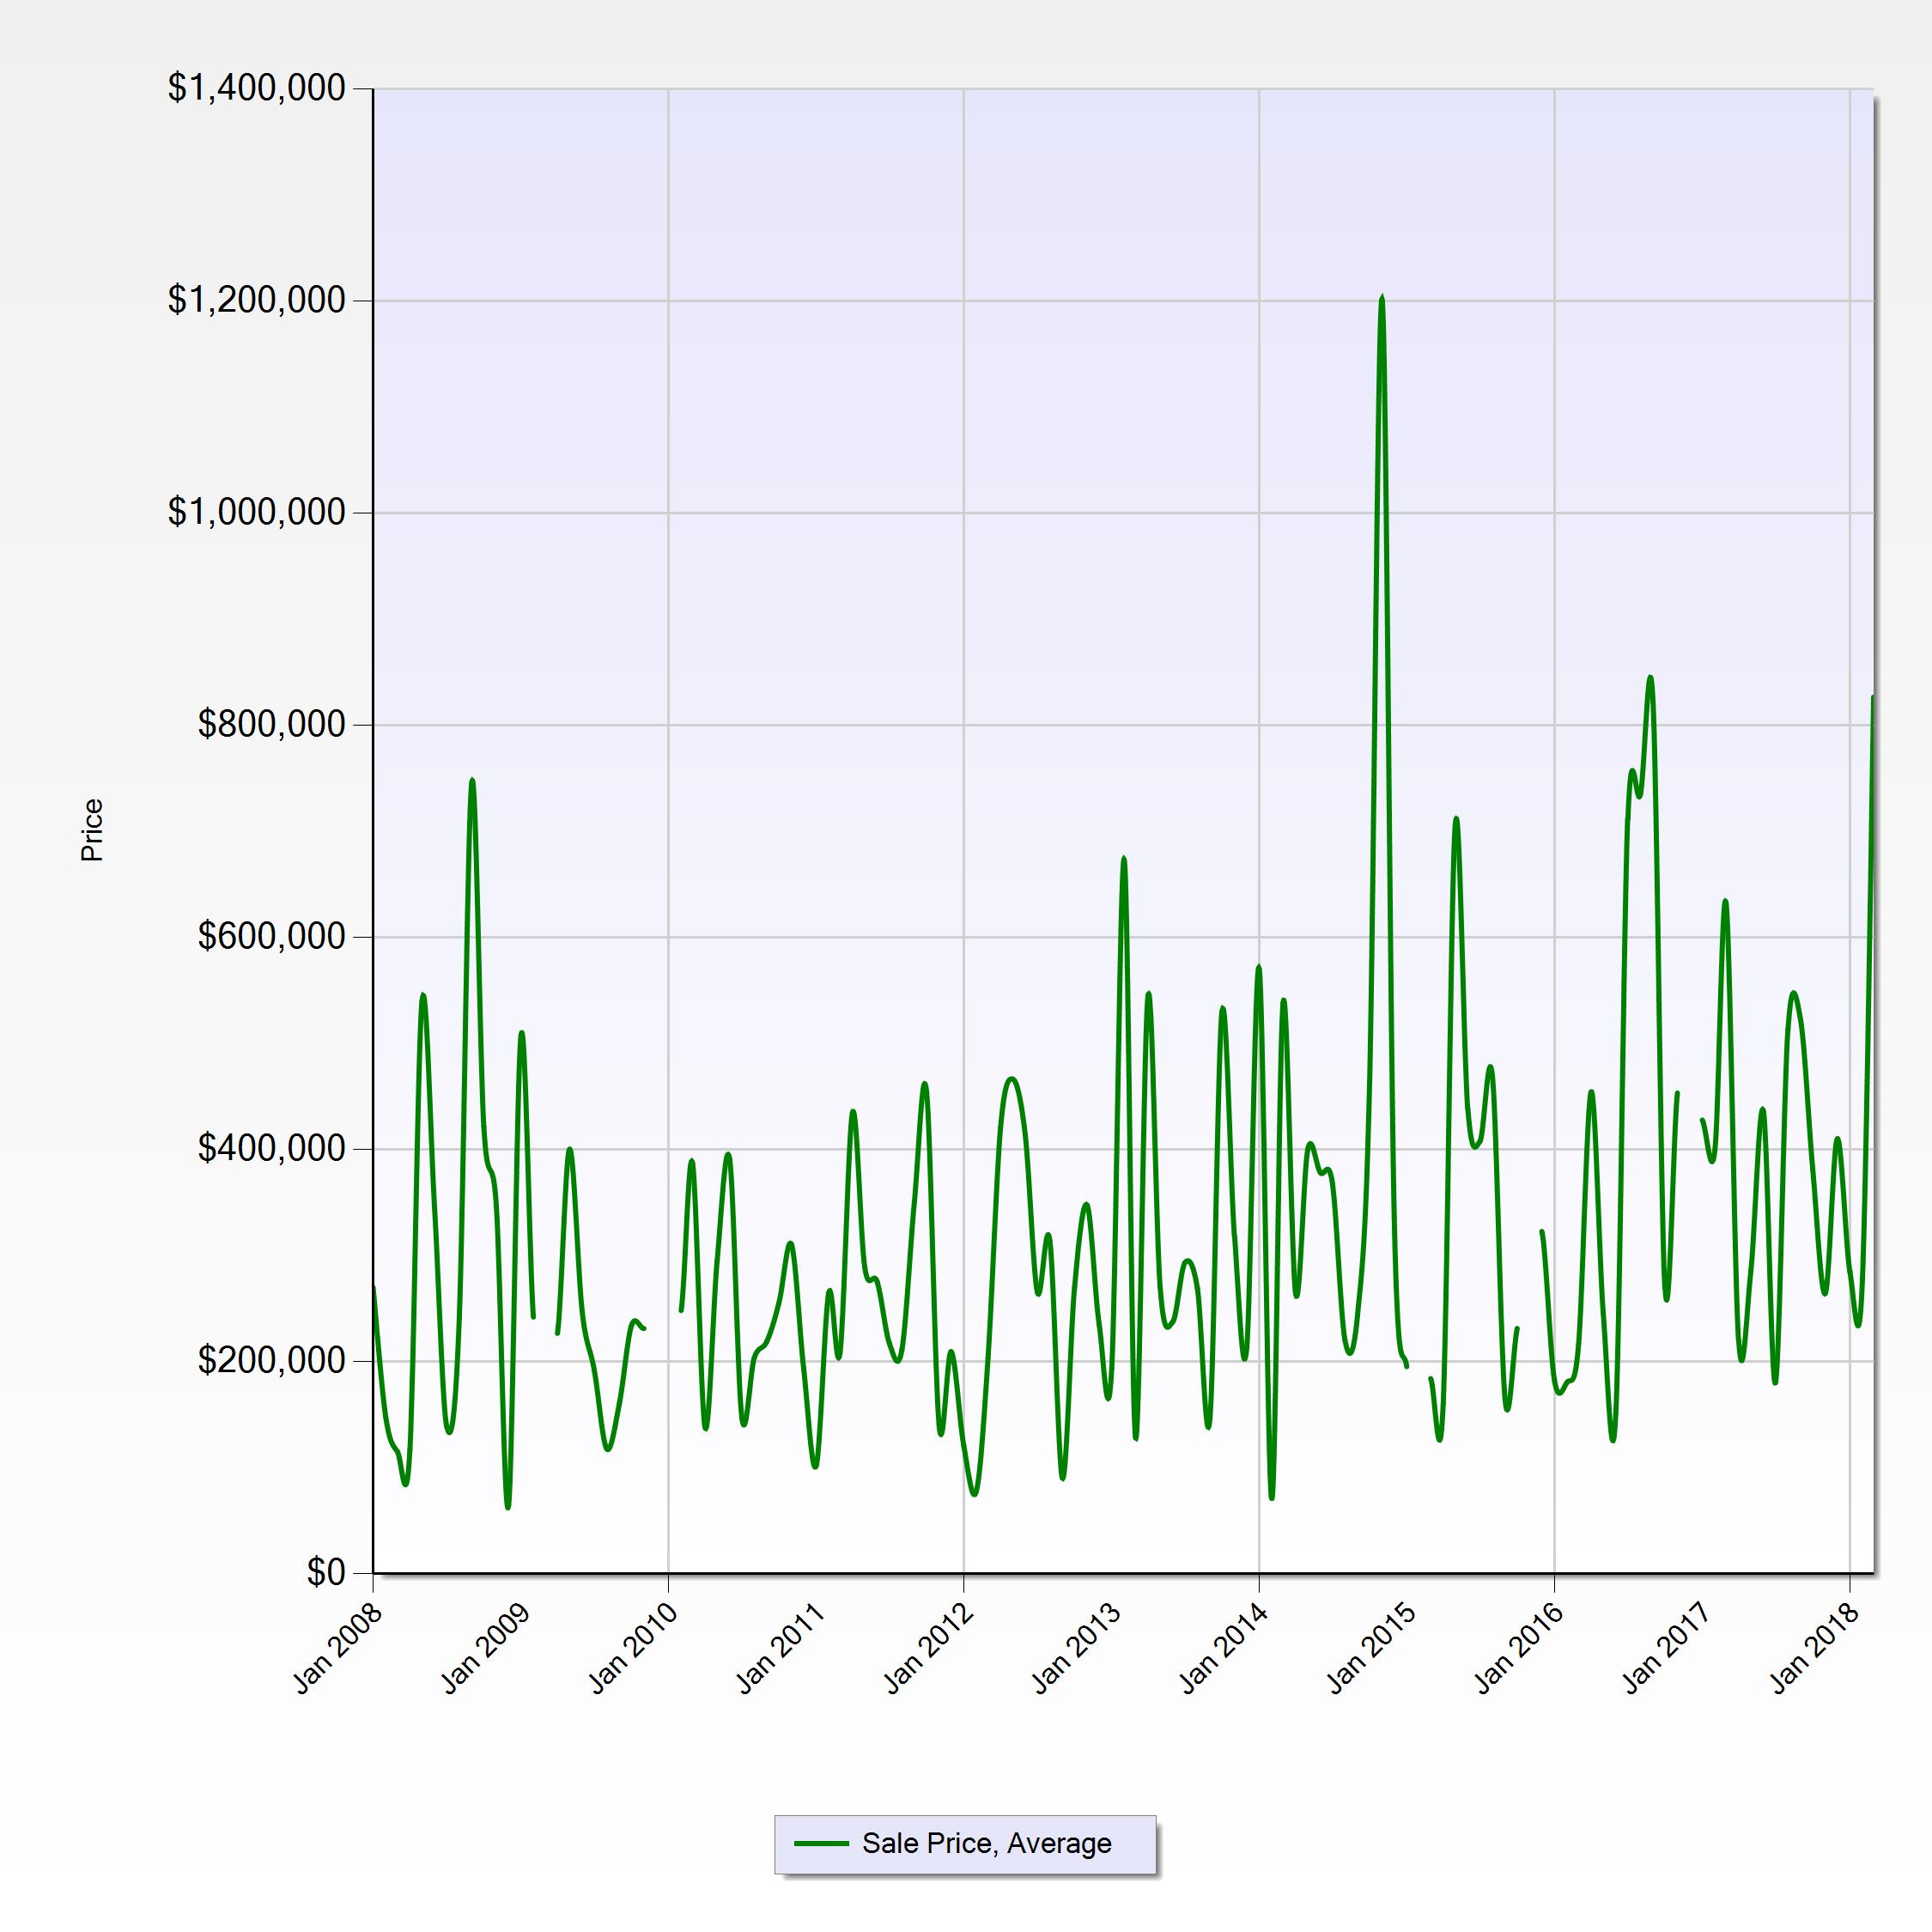 $1,400,000
$1,200,000
$1,000,000
$800,000
$600,000
$400,000
$200,000
$0
Price
Jan 2008
Jan 2009
Jan 2010
Jan 2011
Jan 2012
Jan 2013
Jan 2014
Jan 2015
Jan 2016
Jan 2017
Jan 2018
Sale Price, Average